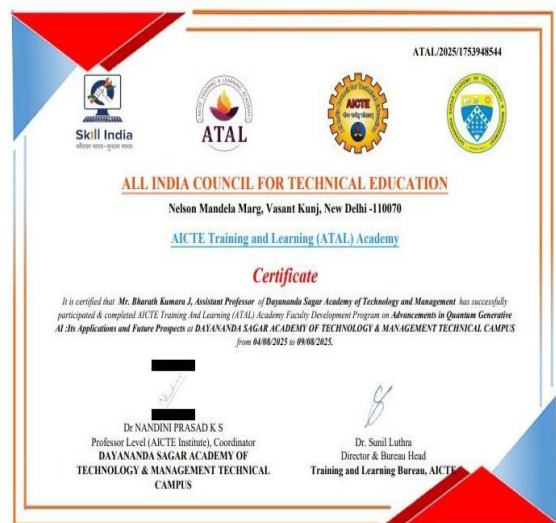 ATAL/2025/1753948544
Skill India
कौशल भारत - कुशल भारत
AICTE TRAINING & LEARNING ACADEMY
ATAL
AICTE
ALL INDIA COUNCIL FOR TECHNICAL EDUCATION
Nelson Mandela Marg, Vasant Kunj, New Delhi -110070
AICTE Training and Learning (ATAL) Academy
Certificate
It is certified that Mr. Bharath Kumara J, Assistant Professor of Dayananda Sagar Academy of Technology and Management has successfully
participated & completed AICTE Training And Learning (ATAL) Academy Faculty Development Program on Advancements in Quantum Generative
AI :Its Applications and Future Prospects at DAYANANDA SAGAR ACADEMY OF TECHNOLOGY & MANAGEMENT TECHNICAL CAMPUS
from 04/08/2025 to 09/08/2025.
Dr NANDINI PRASAD K S
Professor Level (AICTE Institute), Coordinator
DAYANANDA SAGAR ACADEMY OF
TECHNOLOGY & MANAGEMENT TECHNICAL
CAMPUS
Dr. Sunil Luthra
Director & Bureau Head
Training and Learning Bureau, AICTE